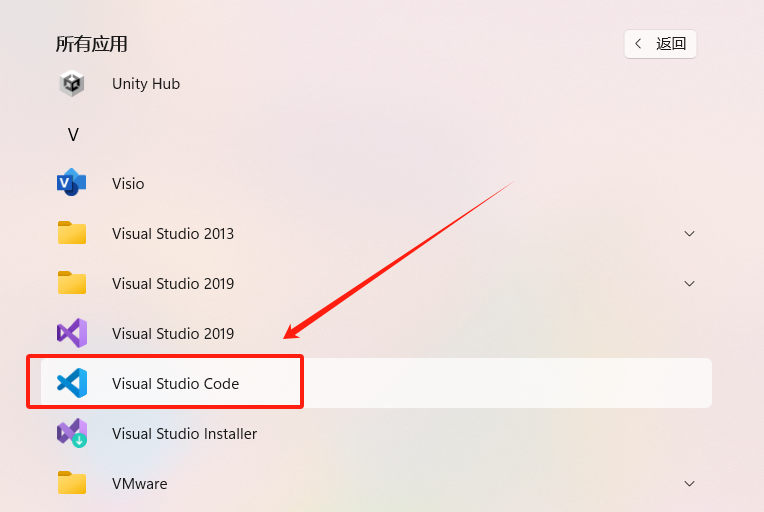 所有应用
返回
Unity Hub
V
Visio
Visual Studio 2013
Visual Studio 2019
Visual Studio 2019
Visual Studio Code
Visual Studio Installer
VMware